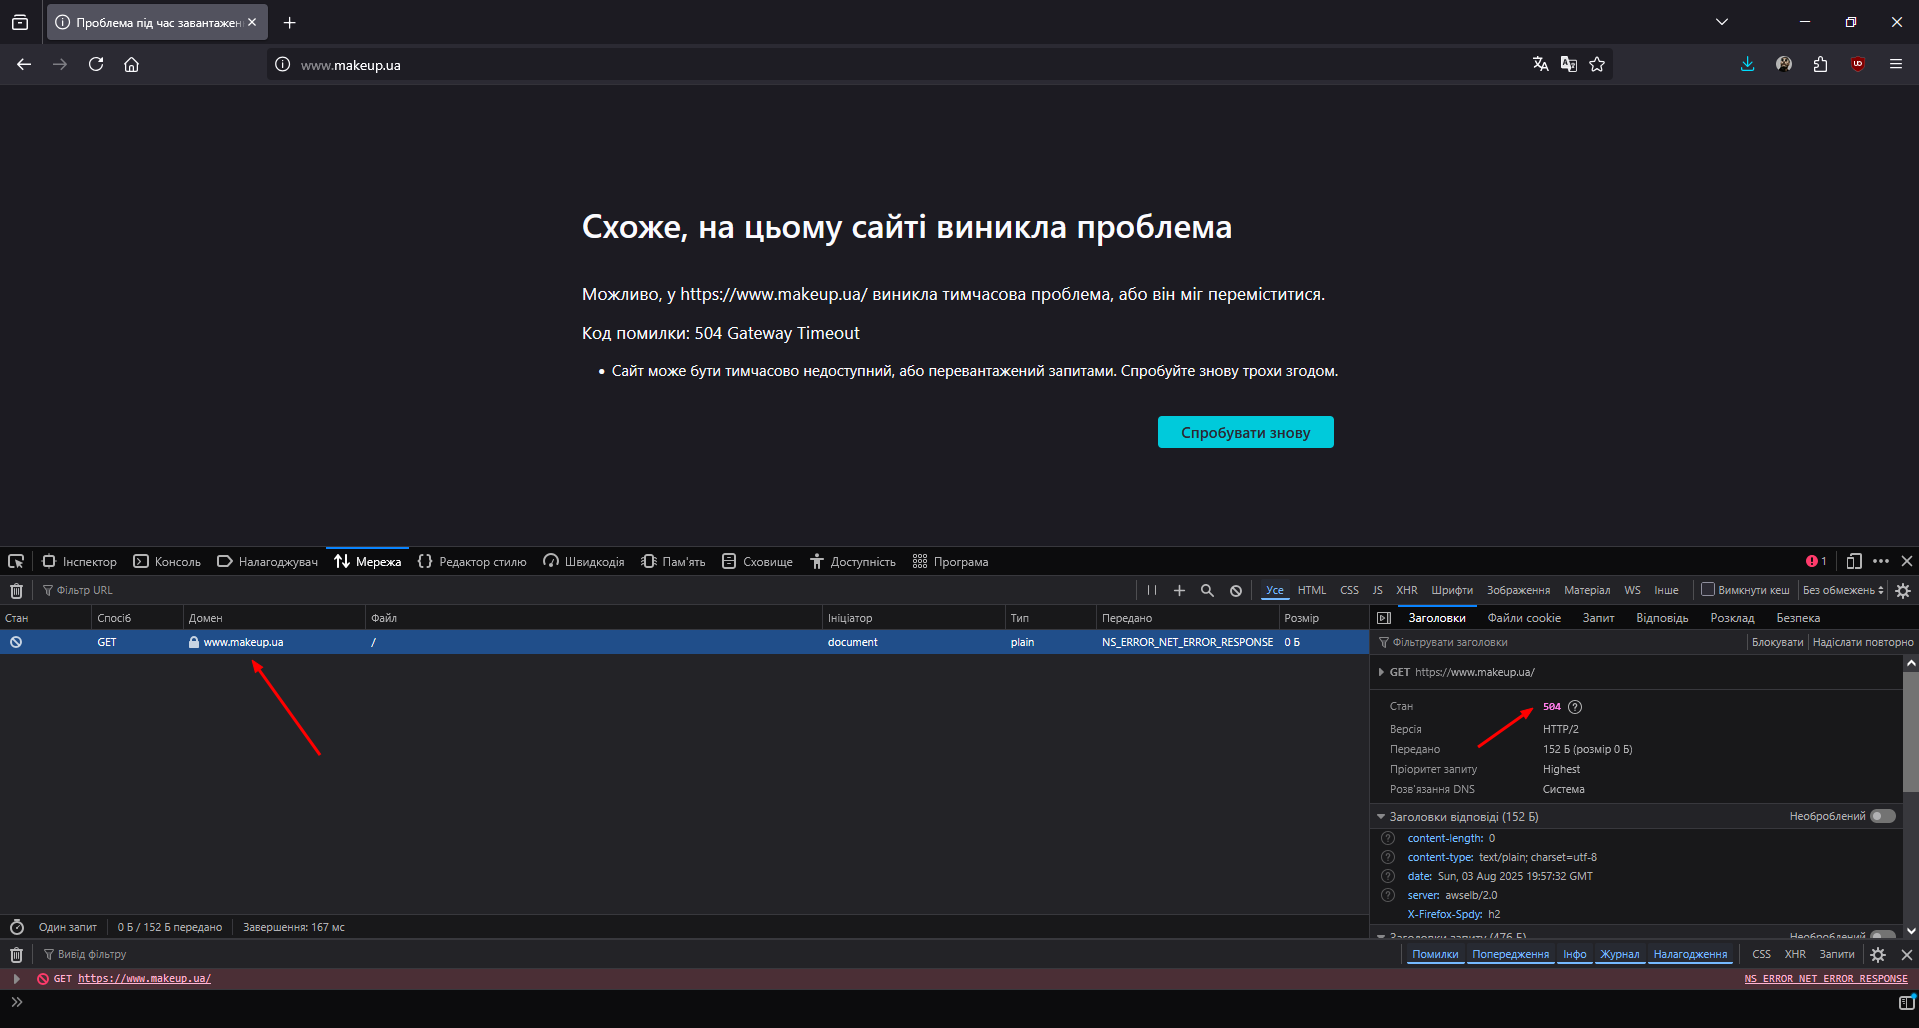 Проблема під час завантажен
www.makeup.ua
Схоже, на цьому сайті виникла проблема
Можливо, у https://www.makeup.ua/ виникла тимчасова проблема, або він міг переміститися.
Код помилки: 504 Gateway Timeout
• Сайт може бути тимчасово недоступний, або перевантажений запитами. Спробуйте знову трохи згодом.
Спробувати знову
Інспектор Консоль Налагоджувач Мережа Редактор стилю Швидкодія Пам'ять Сховище Доступність Програма 1
Фільтр URL Усе HTML CSS JS XHR Шрифти Зображення Матеріал WS Інше Вимкнути кеш Без обмежень
Стан Спосіб Домен Файл Ініціатор Тип Передано Розмір
GET www.makeup.ua / document plain NS_ERROR_NET_ERROR_RESPONSE 0 Б
Заголовки Файли cookie Запит Відповідь Розклад Безпека
Фільтрувати заголовки Блокувати Надіслати повторно
GET https://www.makeup.ua/
Стан 504
Версія HTTP/2
Передано 152 Б (розмір 0 Б)
Пріоритет запиту Highest
Розв'язання DNS Система
Заголовки відповіді (152 Б) Необроблений
content-length: 0
content-type: text/plain; charset=utf-8
date: Sun, 03 Aug 2025 19:57:32 GMT
server: awselb/2.0
X-Firefox-Spdy: h2
Заголовки запиту (476 Б) Необроблений
Один запит 0 Б / 152 Б передано Завершення: 167 мс
Вивід фільтру Помилки Попередження Інфо Журнал Налагодження CSS XHR Запити
GET https://www.makeup.ua/ NS_ERROR_NET_ERROR_RESPONSE